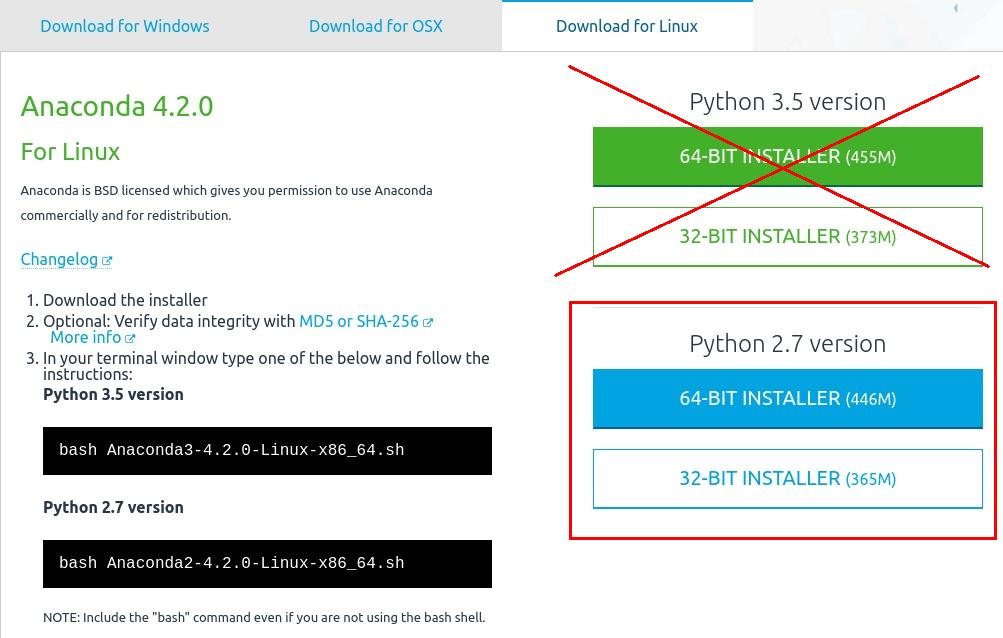 Download for Windows
Download for OSX
Download for Linux
Anaconda 4.2.0
For Linux
Anaconda is BSD licensed which gives you permission to use Anaconda
commercially and for redistribution.
Changelog
1. Download the installer
2. Optional: Verify data integrity with MD5 or SHA-256
More info
3. In your terminal window type one of the below and follow the
instructions:
Python 3.5 version
bash Anaconda3-4.2.0-Linux-x86_64.sh
Python 2.7 version
bash Anaconda2-4.2.0-Linux-x86_64.sh
NOTE: Include the "bash" command even if you are not using the bash shell.
Python 3.5 version
64-BIT INSTALLER (455M)
32-BIT INSTALLER (373M)
Python 2.7 version
64-BIT INSTALLER (446M)
32-BIT INSTALLER (365M)